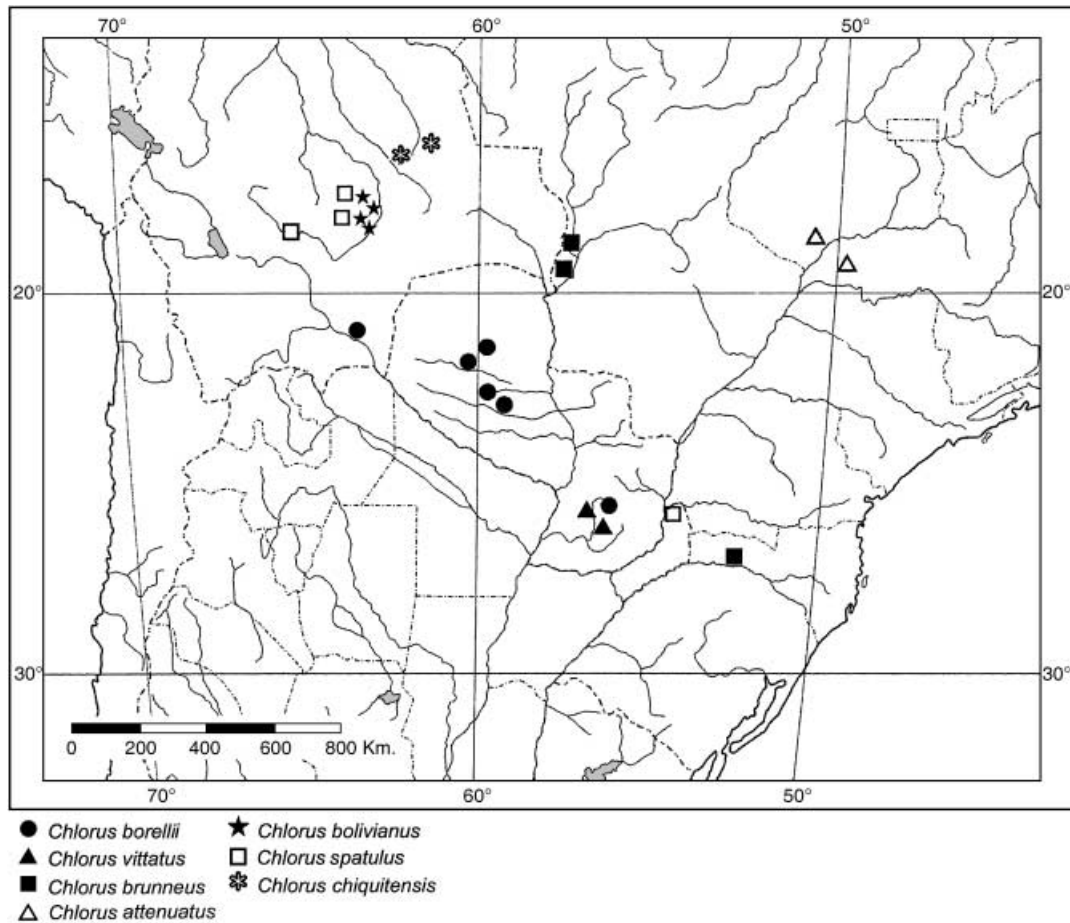 70° 60° 50°
20° 20°
30° 30°
0 200 400 600 800 Km.
70° 60° 50°
Chlorus borellii
Chlorus vittatus
Chlorus brunneus
Chlorus attenuatus
Chlorus bolivianus
Chlorus spatulus
Chlorus chiquitensis